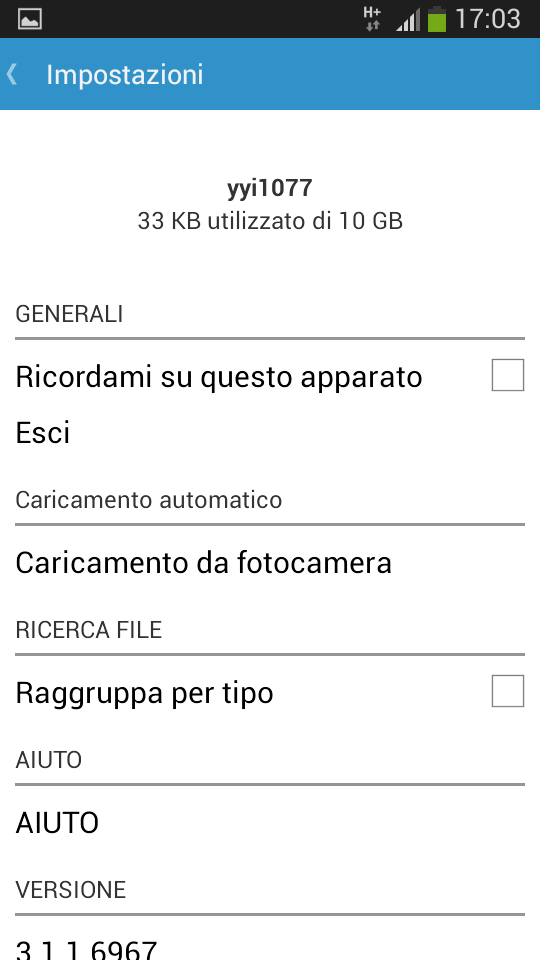 H+ 17:03
Impostazioni
yyi1077
33 KB utilizzato di 10 GB
GENERALI
Ricordami su questo apparato
Esci
Caricamento automatico
Caricamento da fotocamera
RICERCA FILE
Raggruppa per tipo
AIUTO
AIUTO
VERSIONE
3.1.1.6967